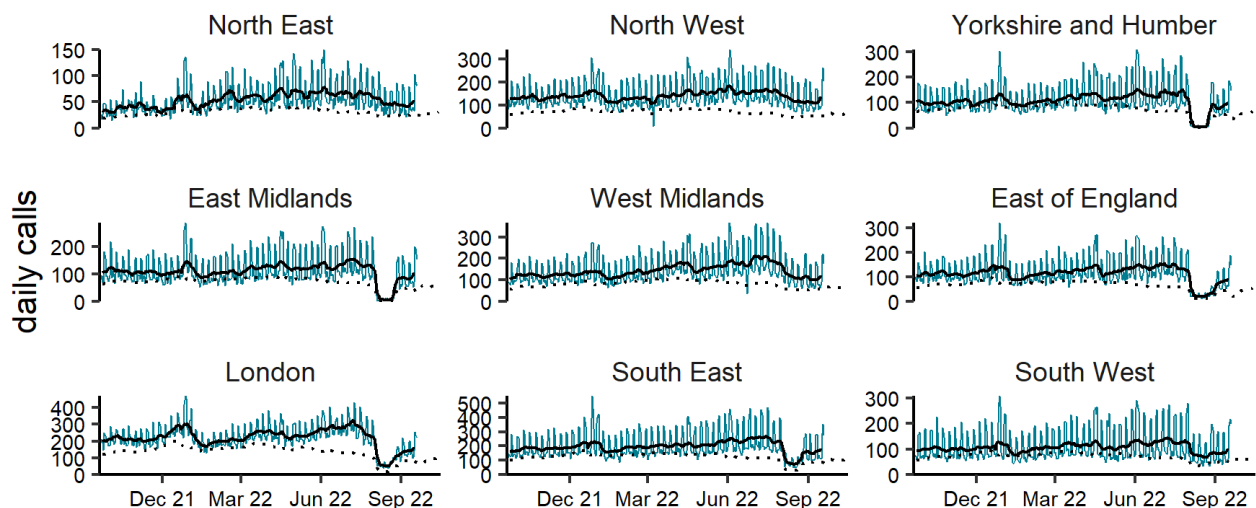 North East
North West
Yorkshire and Humber
150
100
50
0
300
200
100
0
300
200
100
0
daily calls
East Midlands
West Midlands
East of England
200
100
0
300
200
100
0
300
200
100
0
London
South East
South West
400
300
200
100
0
500
400
300
200
100
0
300
200
100
0
Dec 21 Mar 22 Jun 22 Sep 22
Dec 21 Mar 22 Jun 22 Sep 22
Dec 21 Mar 22 Jun 22 Sep 22